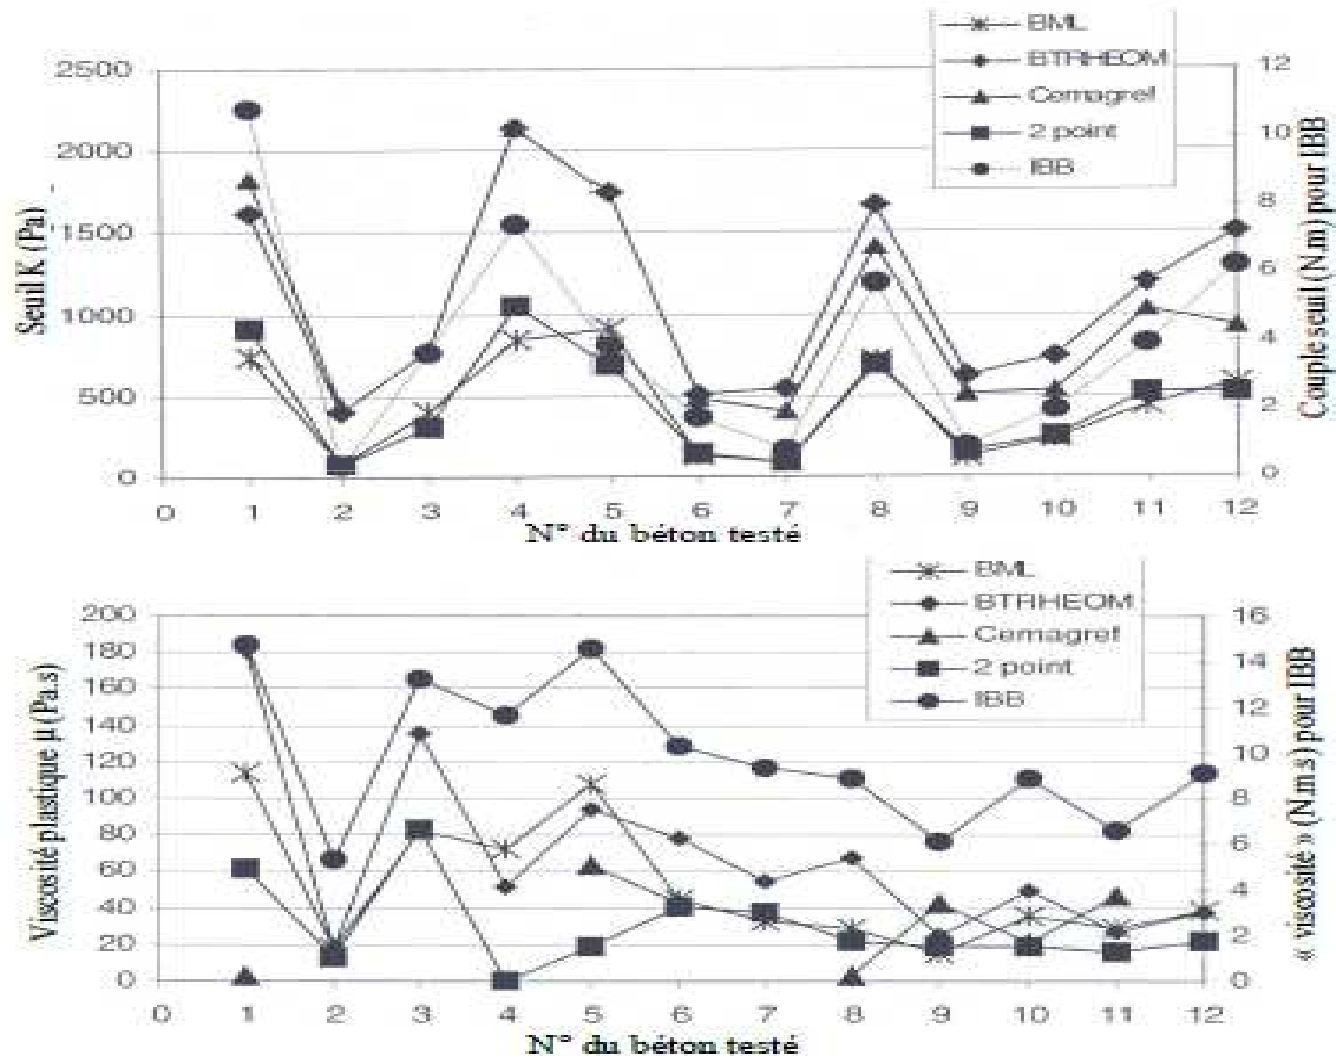 BML
BTRHEOM
Cemagref
2 point
IBB
2500
2000
1500
1000
500
0
12
10
8
6
4
2
0
Seuil K (Pa)
Couple seuil (N.m) pour IBB
0 1 2 3 4 5 6 7 8 9 10 11 12
N° du béton testé
BML
BTRHEOM
Cemagref
2 point
IBB
200
180
160
140
120
100
80
60
40
20
0
16
14
12
10
8
6
4
2
0
Viscosité plastique µ (Pa.s)
« viscosité » (N.m s) pour IBB
0 1 2 3 4 5 6 7 8 9 10 11 12
N° du béton testé